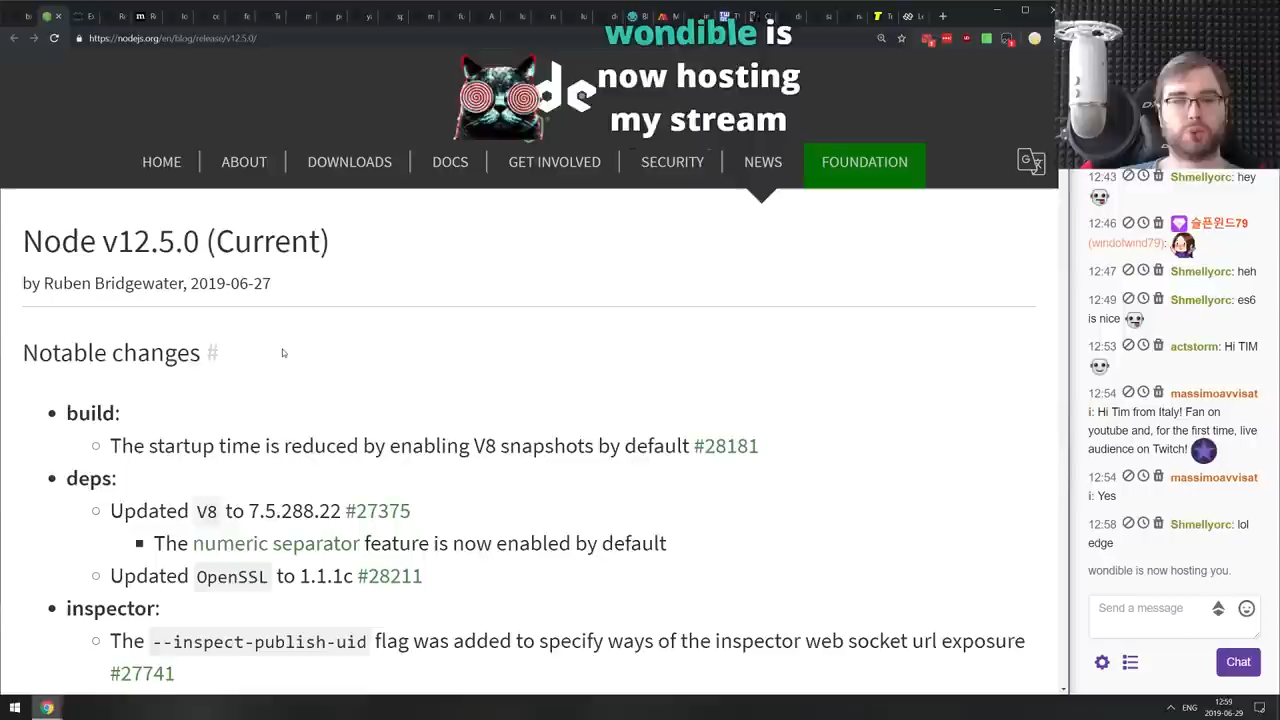 https://nodejs.org/en/blog/release/v12.5.0/
wondible is
now hosting
my stream
de
HOME
ABOUT
DOWNLOADS
DOCS
GET INVOLVED
SECURITY
NEWS
FOUNDATION
Node v12.5.0 (Current)
by Ruben Bridgewater, 2019-06-27
Notable changes #
build:
The startup time is reduced by enabling V8 snapshots by default #28181
deps:
Updated V8 to 7.5.288.22 #27375
The numeric separator feature is now enabled by default
Updated OpenSSL to 1.1.1c #28211
inspector:
The --inspect-publish-uid flag was added to specify ways of the inspector web socket url exposure
#27741
12:43 Shmellyorc: hey
12:46 슬픈윈드79
(windofwind79):
12:47 Shmellyorc: heh
12:49 Shmellyorc: es6
is nice
12:53 actstorm: Hi TIM
12:54 massimoavvisat
i: Hi Tim from Italy! Fan on
youtube and, for the first time, live
audience on Twitch!
12:54 massimoavvisat
i: Yes
12:58 Shmellyorc: lol
edge
wondible is now hosting you.
Send a message
Chat
ENG
12:59
2019-06-29